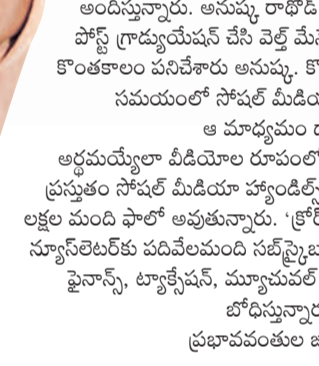 అందిస్తున్నారు. అనుష్క రాథోడ్
పోస్ట్ గ్రాడ్యుయేషన్ చేసి వెల్త్ మే
కొంతకాలం పనిచేశారు అనుష్క. కొ
సమయంలో సోషల్ మీడియ
ఆ మాధ్యమం ద
అర్థమయ్యేలా వీడియోల రూపంలో
ప్రస్తుతం సోషల్ మీడియా హ్యాండిల్స్
లక్షల మంది ఫాలో అవుతున్నారు. ‘క్రోర్
న్యూస్‌లెటర్‌కు పదివేలమంది సబ్‌స్క్రైబ
ఫైనాన్స్, ట్యాక్సేషన్, మ్యూచువల్
బోధిస్తున్నార
ప్రభావవంతుల జ